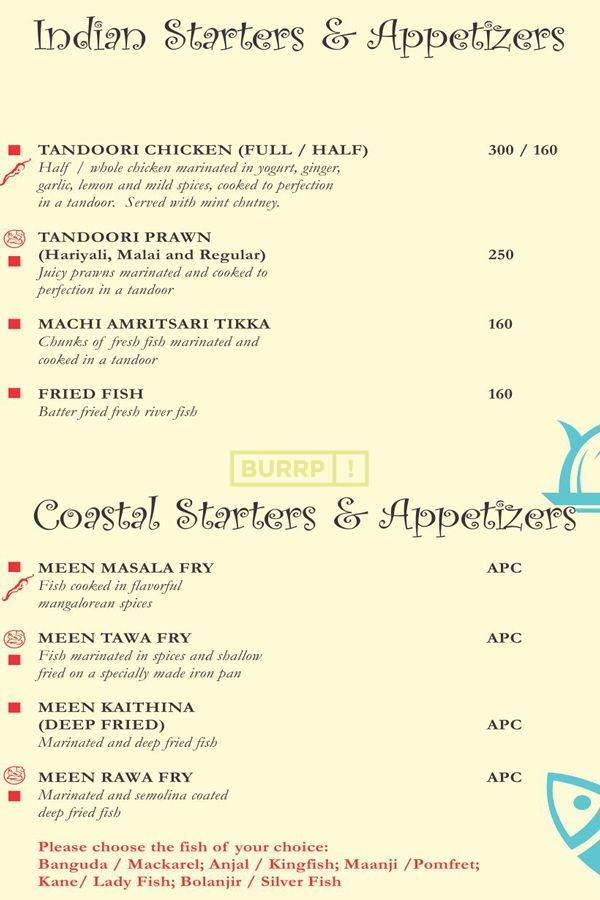 Indian Starters & Appetizers
TANDOORI CHICKEN (FULL / HALF) 300 / 160
Half / whole chicken marinated in yogurt, ginger,
garlic, lemon and mild spices, cooked to perfection
in a tandoor. Served with mint chutney.
TANDOORI PRAWN
(Hariyali, Malai and Regular) 250
Juicy prawns marinated and cooked to
perfection in a tandoor
MACHI AMRITSARI TIKKA 160
Chunks of fresh fish marinated and
cooked in a tandoor
FRIED FISH 160
Batter fried fresh river fish
BURRP !
Coastal Starters & Appetizers
MEEN MASALA FRY APC
Fish cooked in flavorful
mangalorean spices
MEEN TAWA FRY APC
Fish marinated in spices and shallow
fried on a specially made iron pan
MEEN KAITHINA
(DEEP FRIED) APC
Marinated and deep fried fish
MEEN RAWA FRY APC
Marinated and semolina coated
deep fried fish
Please choose the fish of your choice:
Banguda / Mackarel; Anjal / Kingfish; Maanji /Pomfret;
Kane/ Lady Fish; Bolanjir / Silver Fish